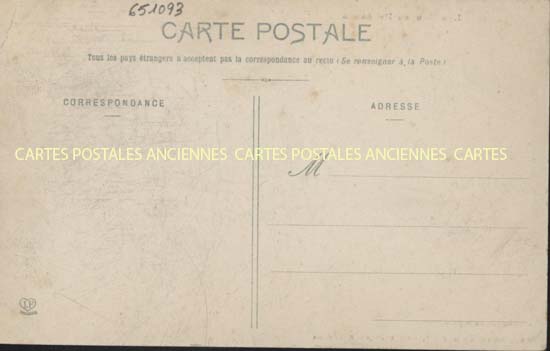 651093
CARTE POSTALE
Tous les pays étrangers n'acceptent pas la correspondance au recto (Se renseigner à la Poste)
CORRESPONDANCE
ADRESSE
CARTES POSTALES ANCIENNES CARTES POSTALES ANCIENNES CARTES
M